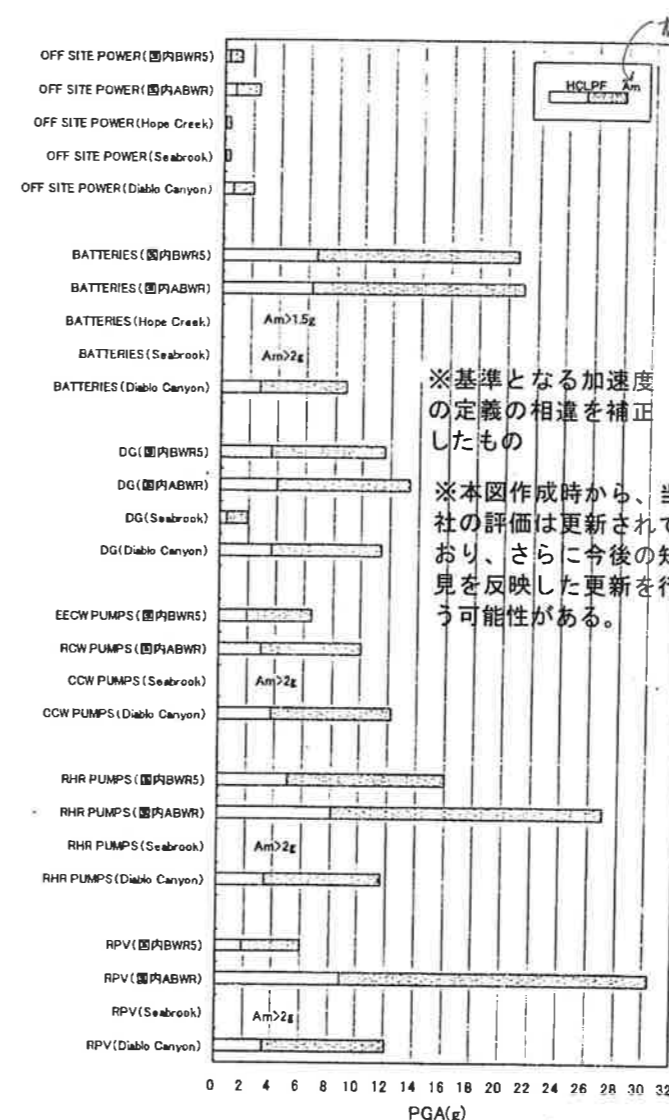 OFF SITE POWER(国内BWR5)
OFF SITE POWER(国内ABWR)
OFF SITE POWER(Hope Creek)
OFF SITE POWER(Seabrook)
OFF SITE POWER(Diablo Canyon)
HCLPF Am
BATTERIES(国内BWR5)
BATTERIES(国内ABWR)
BATTERIES(Hope Creek) Am>1.5g
BATTERIES(Seabrook) Am>2g
BATTERIES(Diablo Canyon)
※基準となる加速度
の定義の相違を補正
したもの
DG(国内BWR5)
DG(国内ABWR)
DG(Seabrook)
DG(Diablo Canyon)
※本図作成時から、当
社の評価は更新されて
おり、さらに今後の知
見を反映した更新を行
う可能性がある。
EECW PUMPS(国内BWR5)
RCW PUMPS(国内ABWR)
CCW PUMPS(Seabrook) Am>2g
CCW PUMPS(Diablo Canyon)
RHR PUMPS(国内BWR5)
RHR PUMPS(国内ABWR)
RHR PUMPS(Seabrook) Am>2g
RHR PUMPS(Diablo Canyon)
RPV(国内BWR5)
RPV(国内ABWR)
RPV(Seabrook) Am>2g
RPV(Diablo Canyon)
0 2 4 6 8 10 12 14 16 18 20 22 24 26 28 30 32
PGA(g)